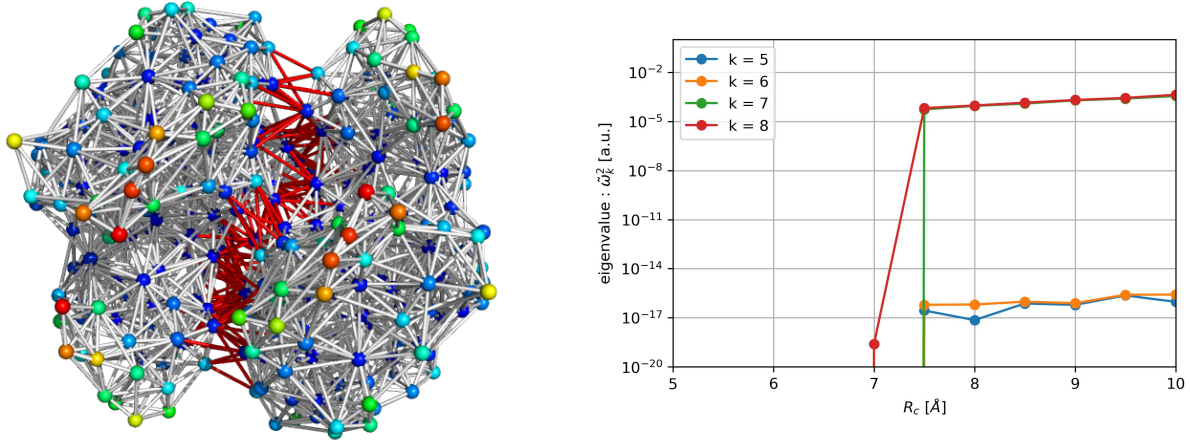 k = 5
k = 6
k = 7
k = 8
eigenvalue : ω̃²ₖ [a.u.]
10⁻²
10⁻⁵
10⁻⁸
10⁻¹¹
10⁻¹⁴
10⁻¹⁷
10⁻²⁰
5 6 7 8 9 10
R_c [Å]